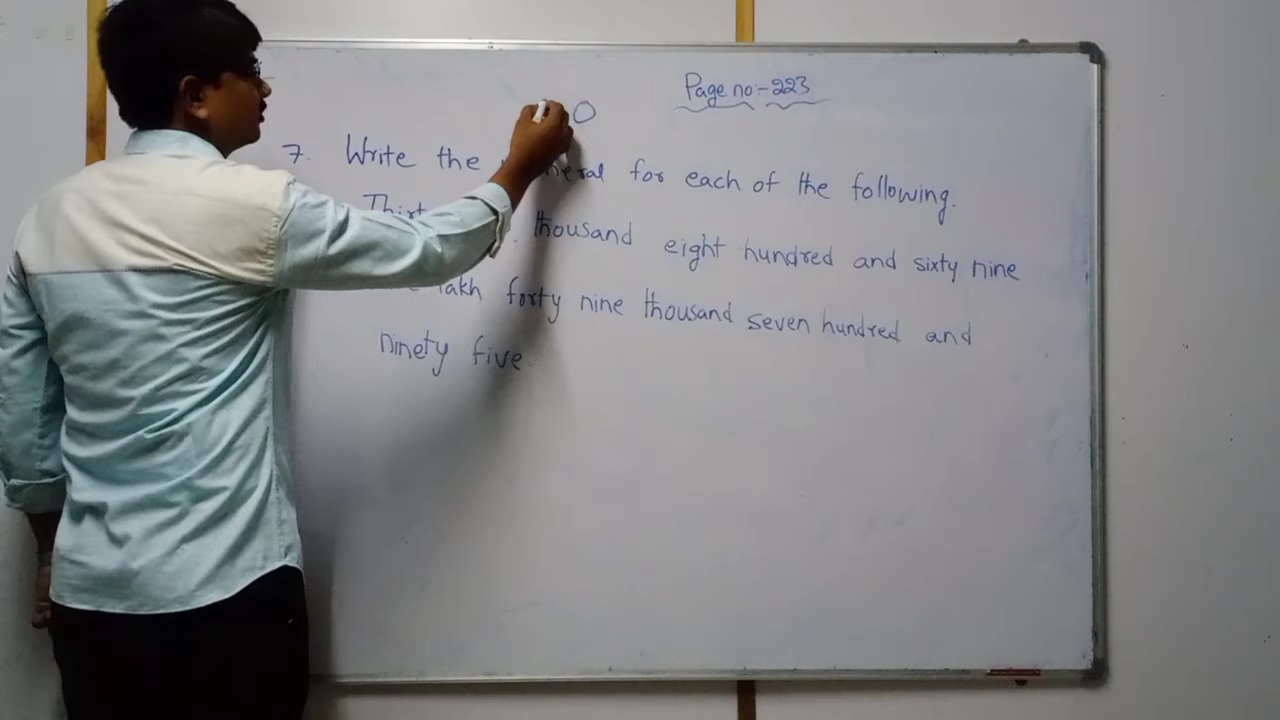 Page no:- 223
O
7. Write the for each of the following.
thousand eight hundred and sixty nine
lakh forty nine thousand seven hundred and
ninety five.